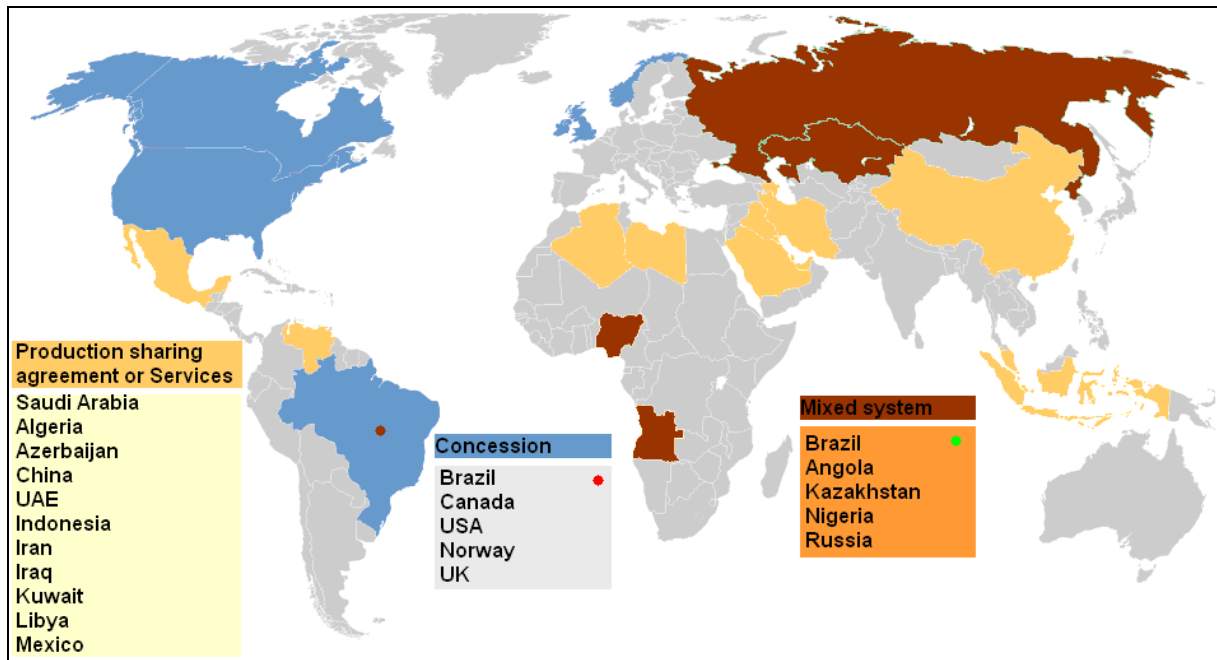 Production sharing
agreement or Services
Saudi Arabia
Algeria
Azerbaijan
China
UAE
Indonesia
Iran
Iraq
Kuwait
Libya
Mexico
Concession
Brazil
Canada
USA
Norway
UK
Mixed system
Brazil
Angola
Kazakhstan
Nigeria
Russia